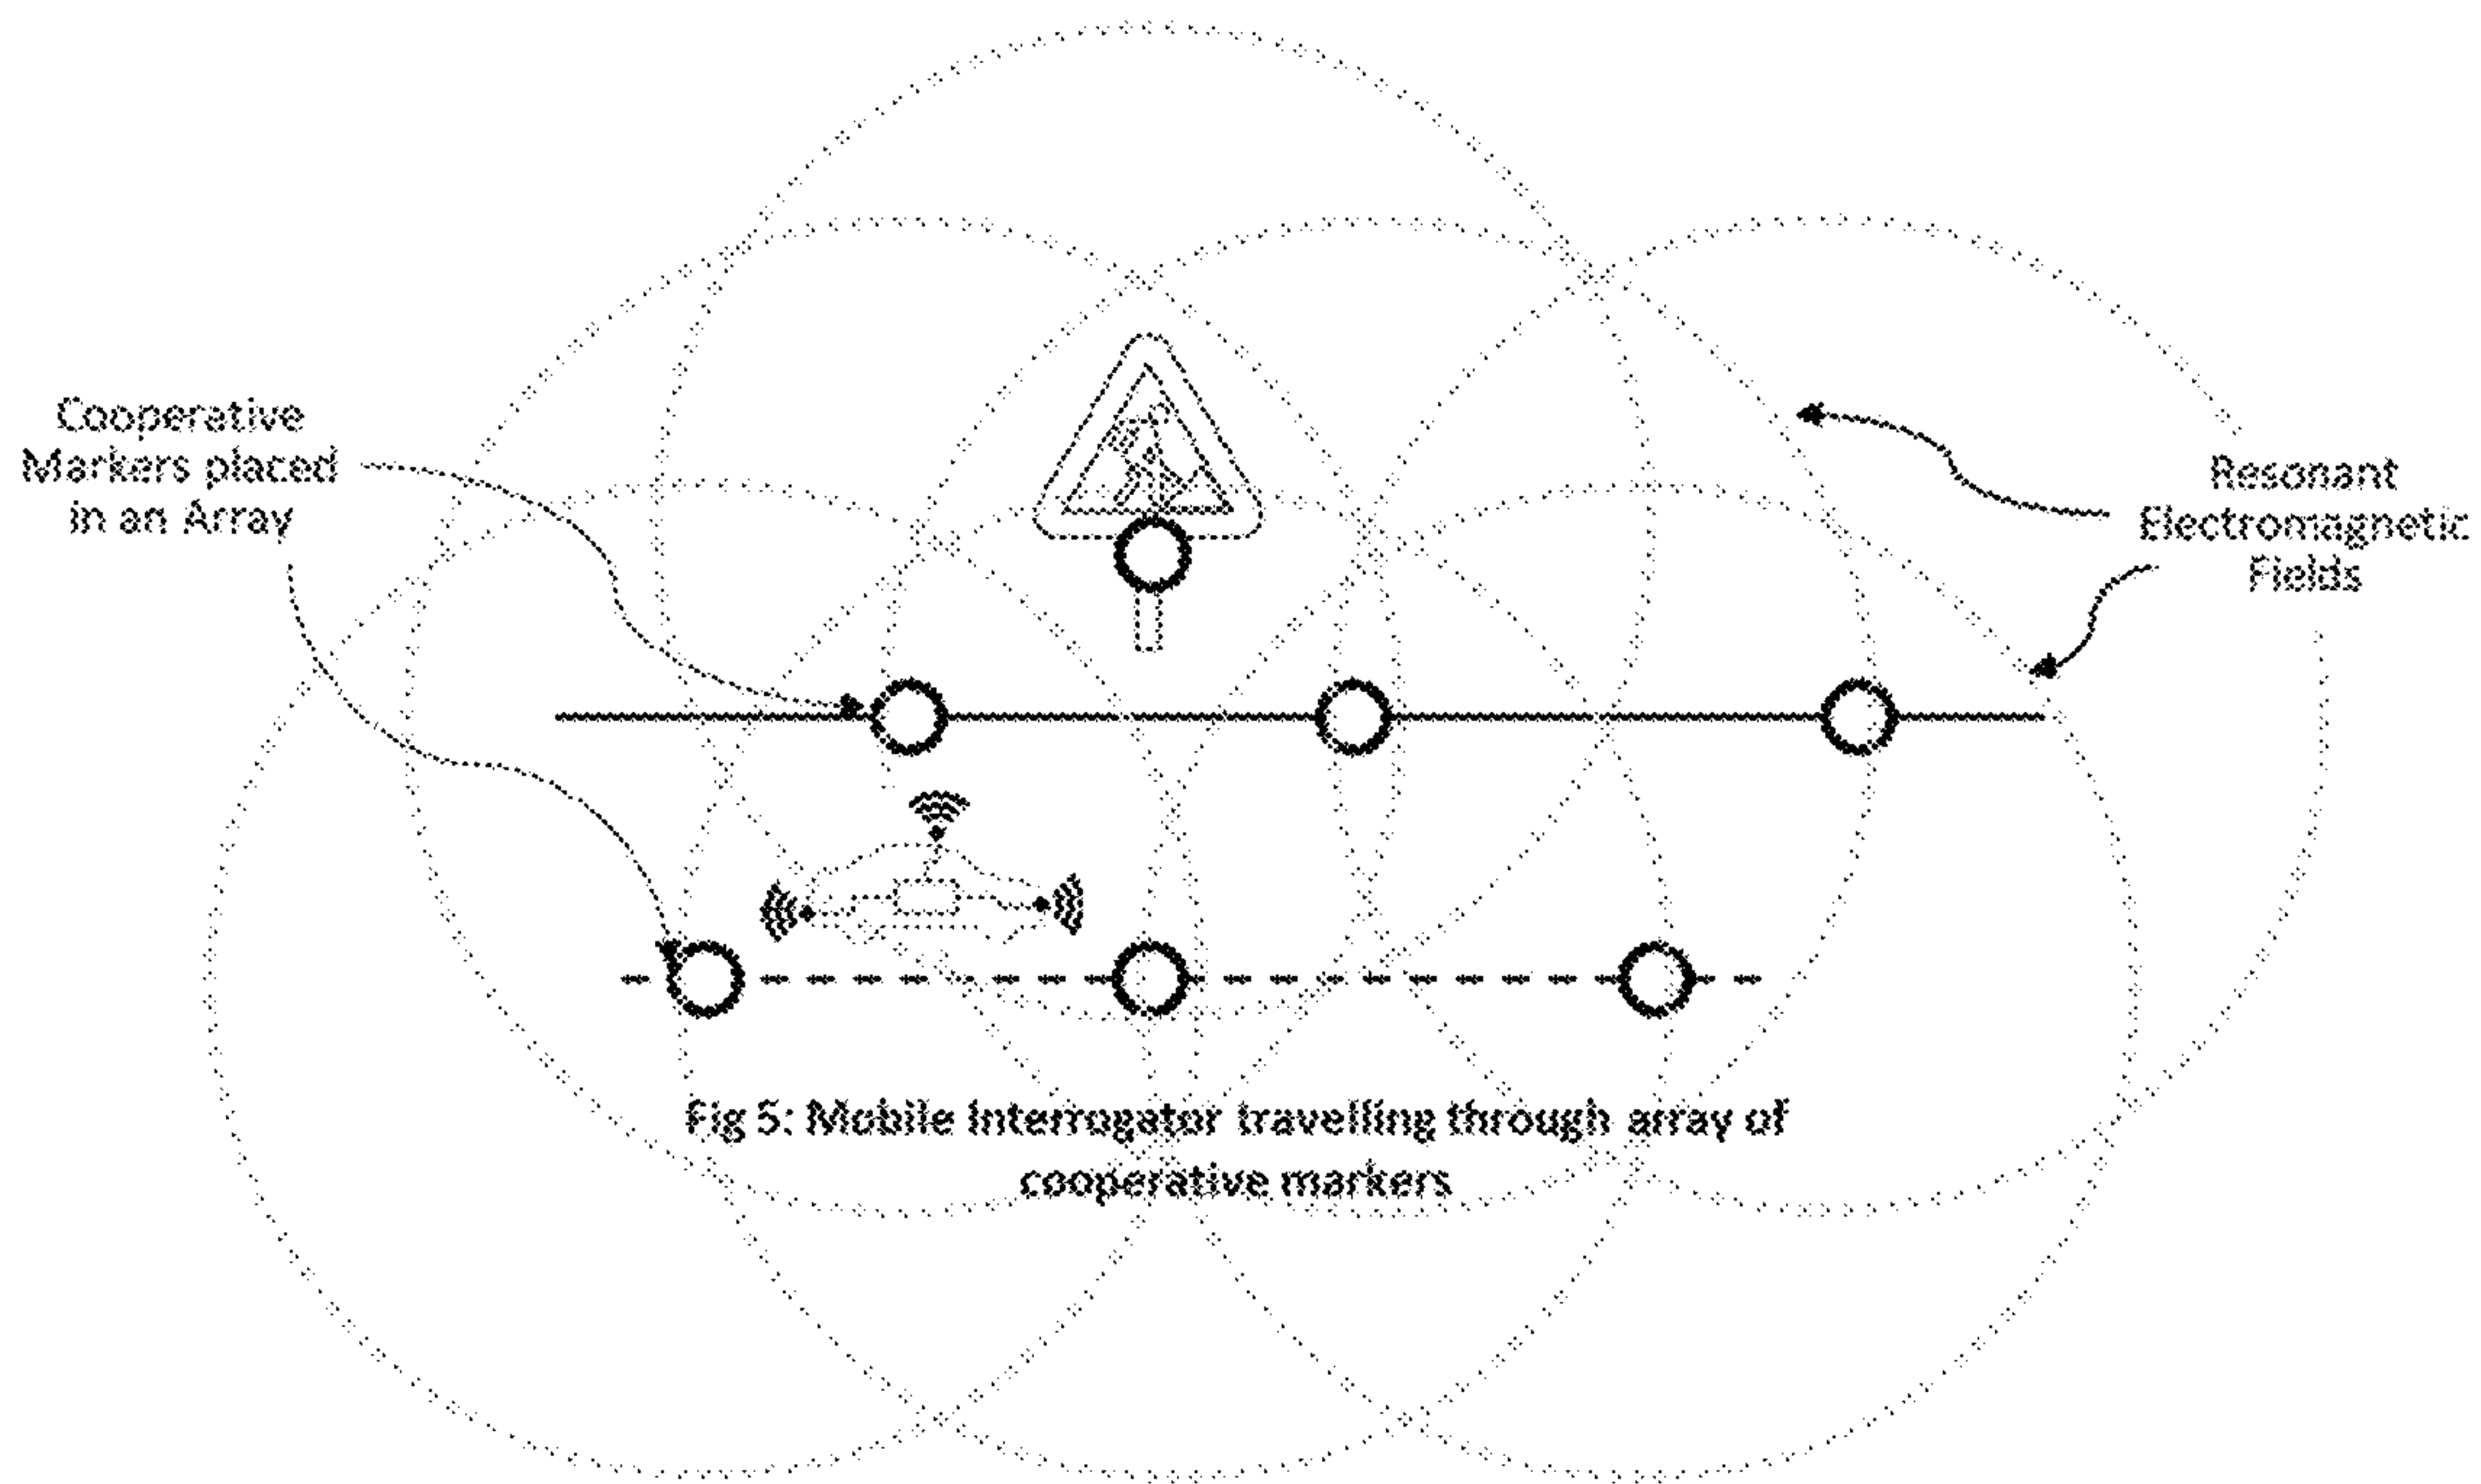 Cooperative
Markers placed
in an Array
Resonant
Electromagnetic
Fields
Fig 5: Mobile Interrogator travelling through array of
cooperative markers